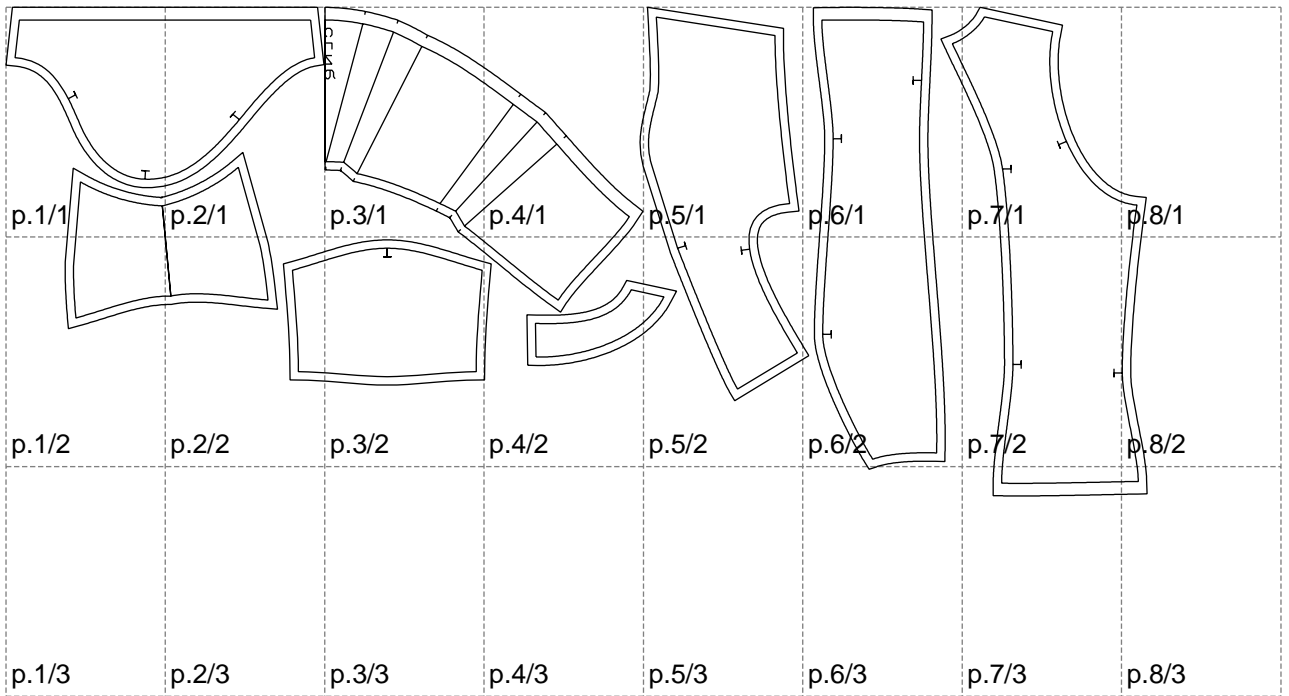 сгиб
p.1/1 p.2/1 p.3/1 p.4/1 p.5/1 p.6/1 p.7/1 p.8/1
p.1/2 p.2/2 p.3/2 p.4/2 p.5/2 p.6/2 p.7/2 p.8/2
p.1/3 p.2/3 p.3/3 p.4/3 p.5/3 p.6/3 p.7/3 p.8/3